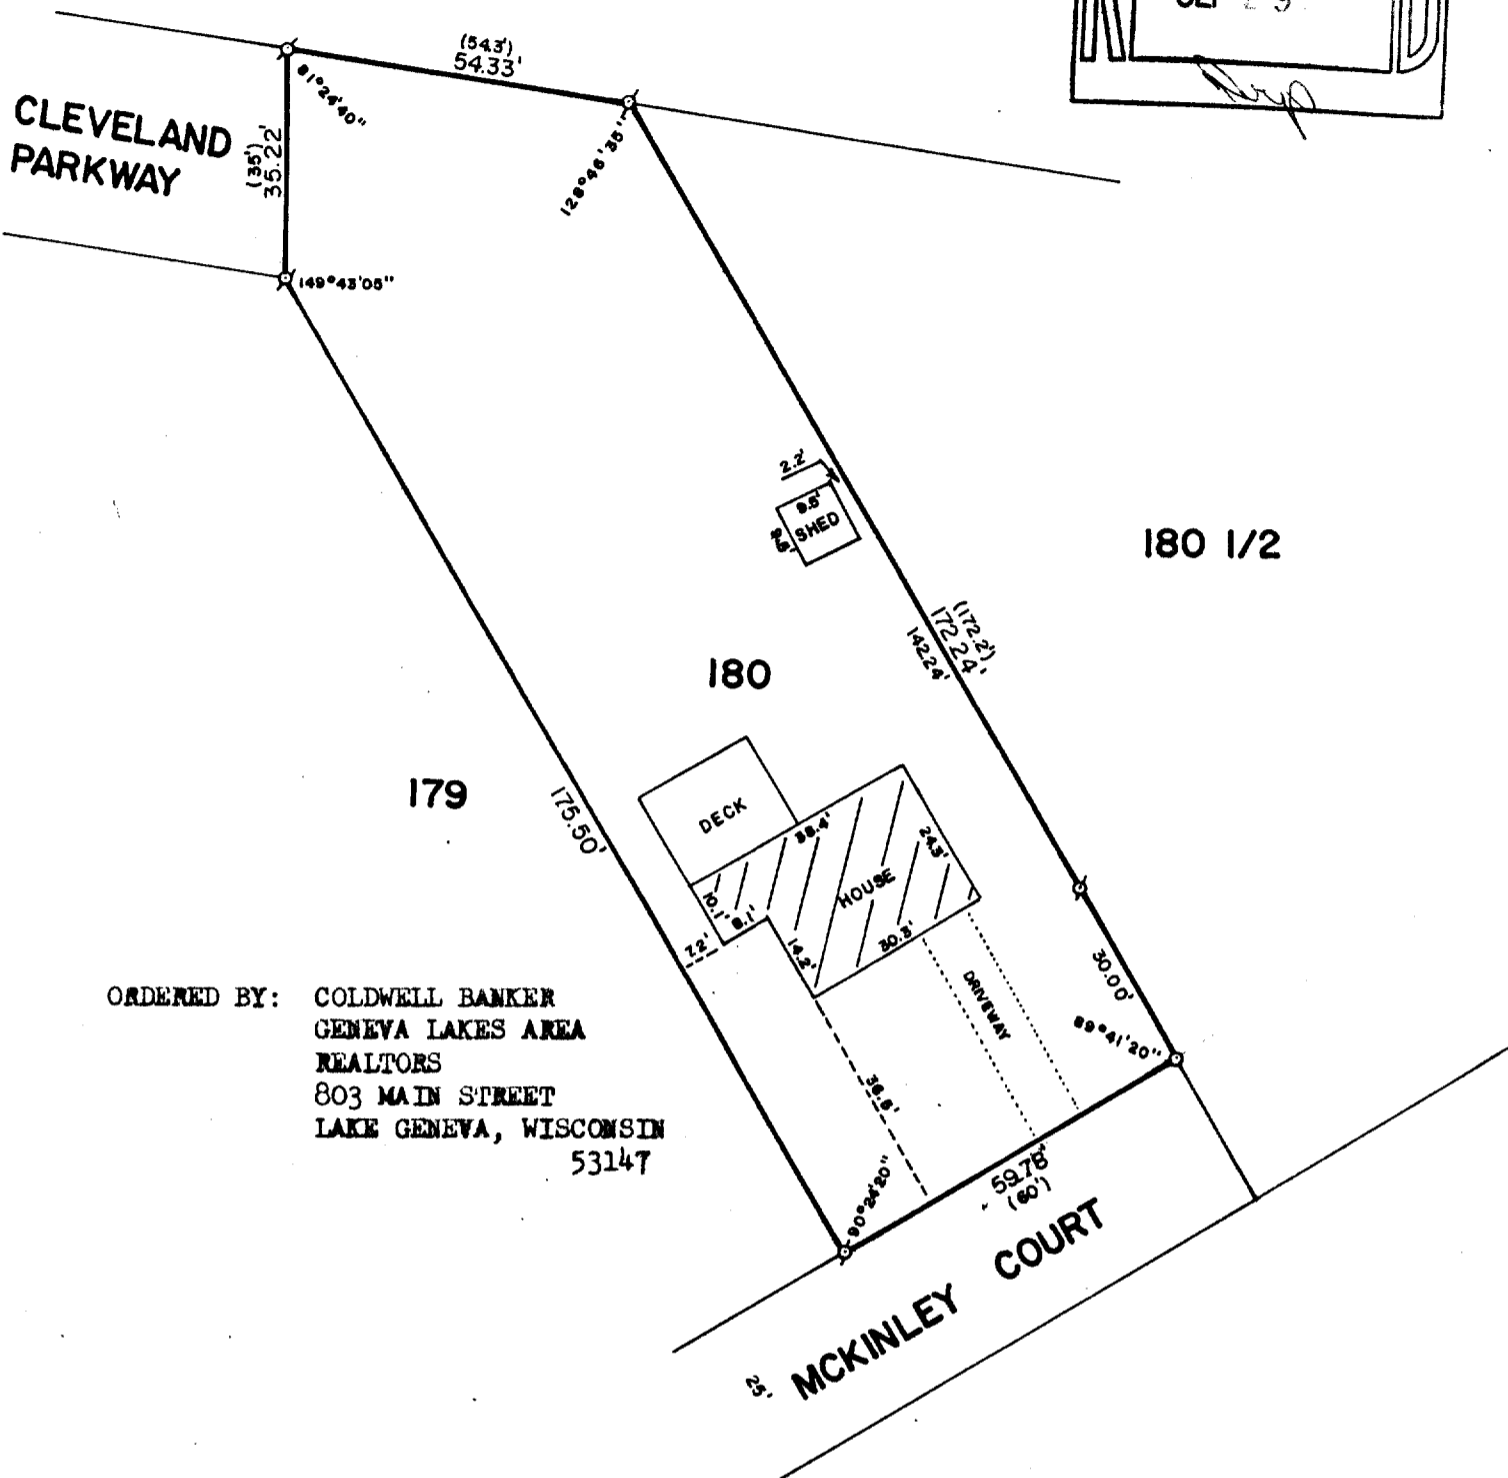 (54.3')
54.33'
81°24'40"
CLEVELAND
PARKWAY
(35')
35.22'
128°46'35"
149°43'05"
2.2'
9.5'
SHED
9.5'
180 1/2
(172.2')
172.24'
142.24'
180
179
175.50'
DECK
38.4'
24.3'
HOUSE
10.1'
8.1'
14.2'
30.3'
7.2'
DRIVEWAY
30.00'
89°41'20"
ORDERED BY: COLDWELL BANKER
GENEVA LAKES AREA
REALTORS
803 MAIN STREET
LAKE GENEVA, WISCONSIN
53147
36.6'
90°24'20"
59.78'
(60')
MCKINLEY COURT
25'